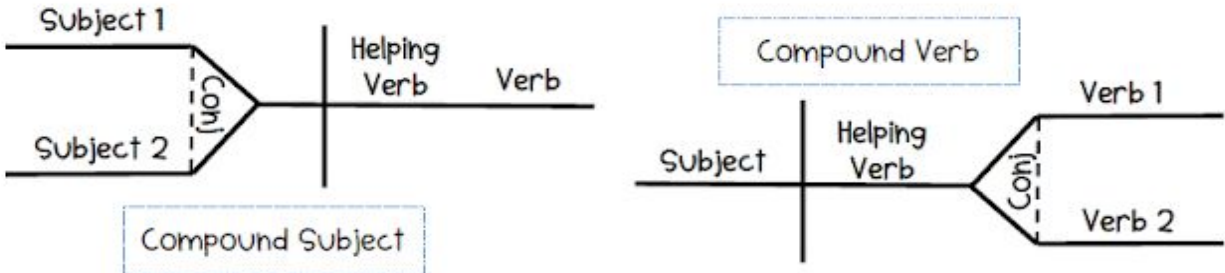 Subject 1
Helping
Verb
Verb
Conj
Subject 2
Compound Subject
Compound Verb
Verb 1
Helping
Verb
Subject
Conj
Verb 2